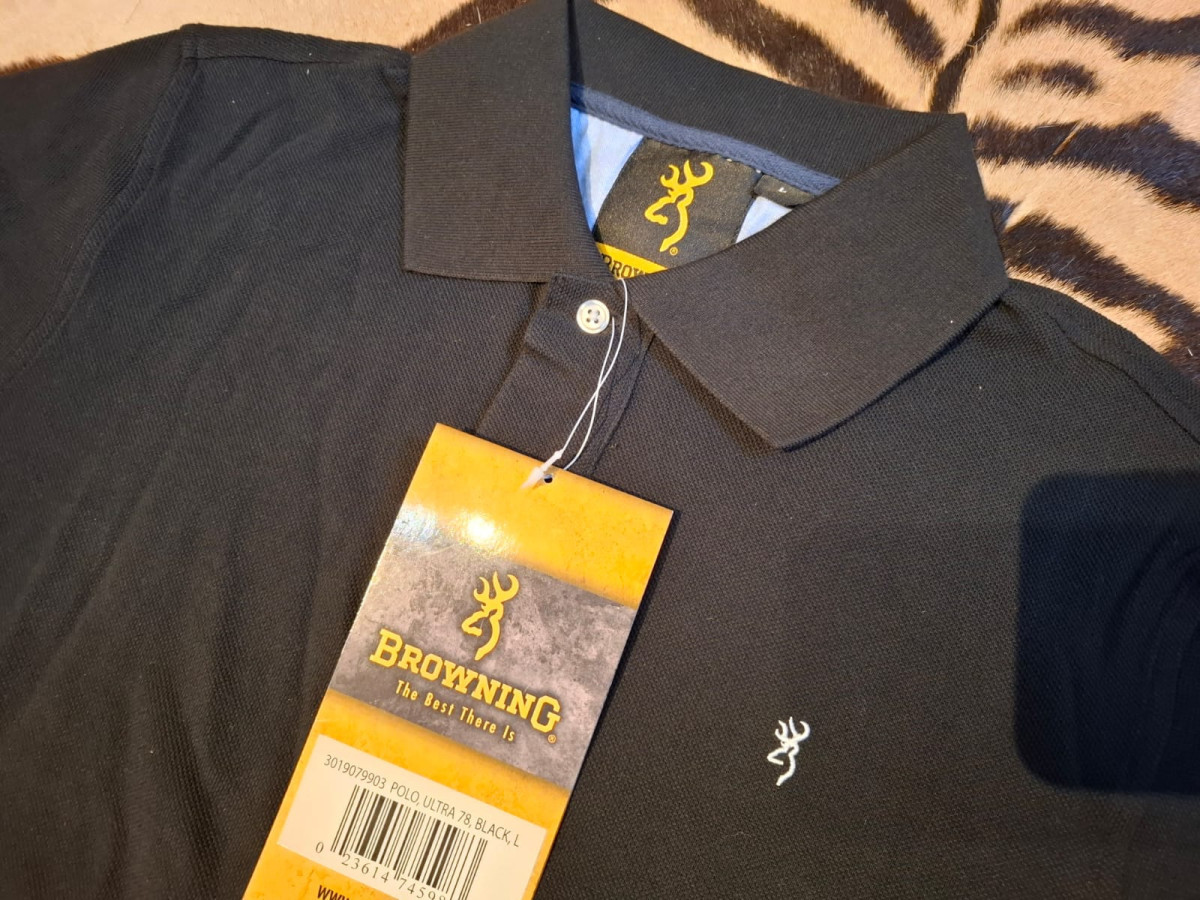 L
BROWNING
The Best There Is
3019079903 POLO, ULTRA 78, BLACK, L
0 23614 74598